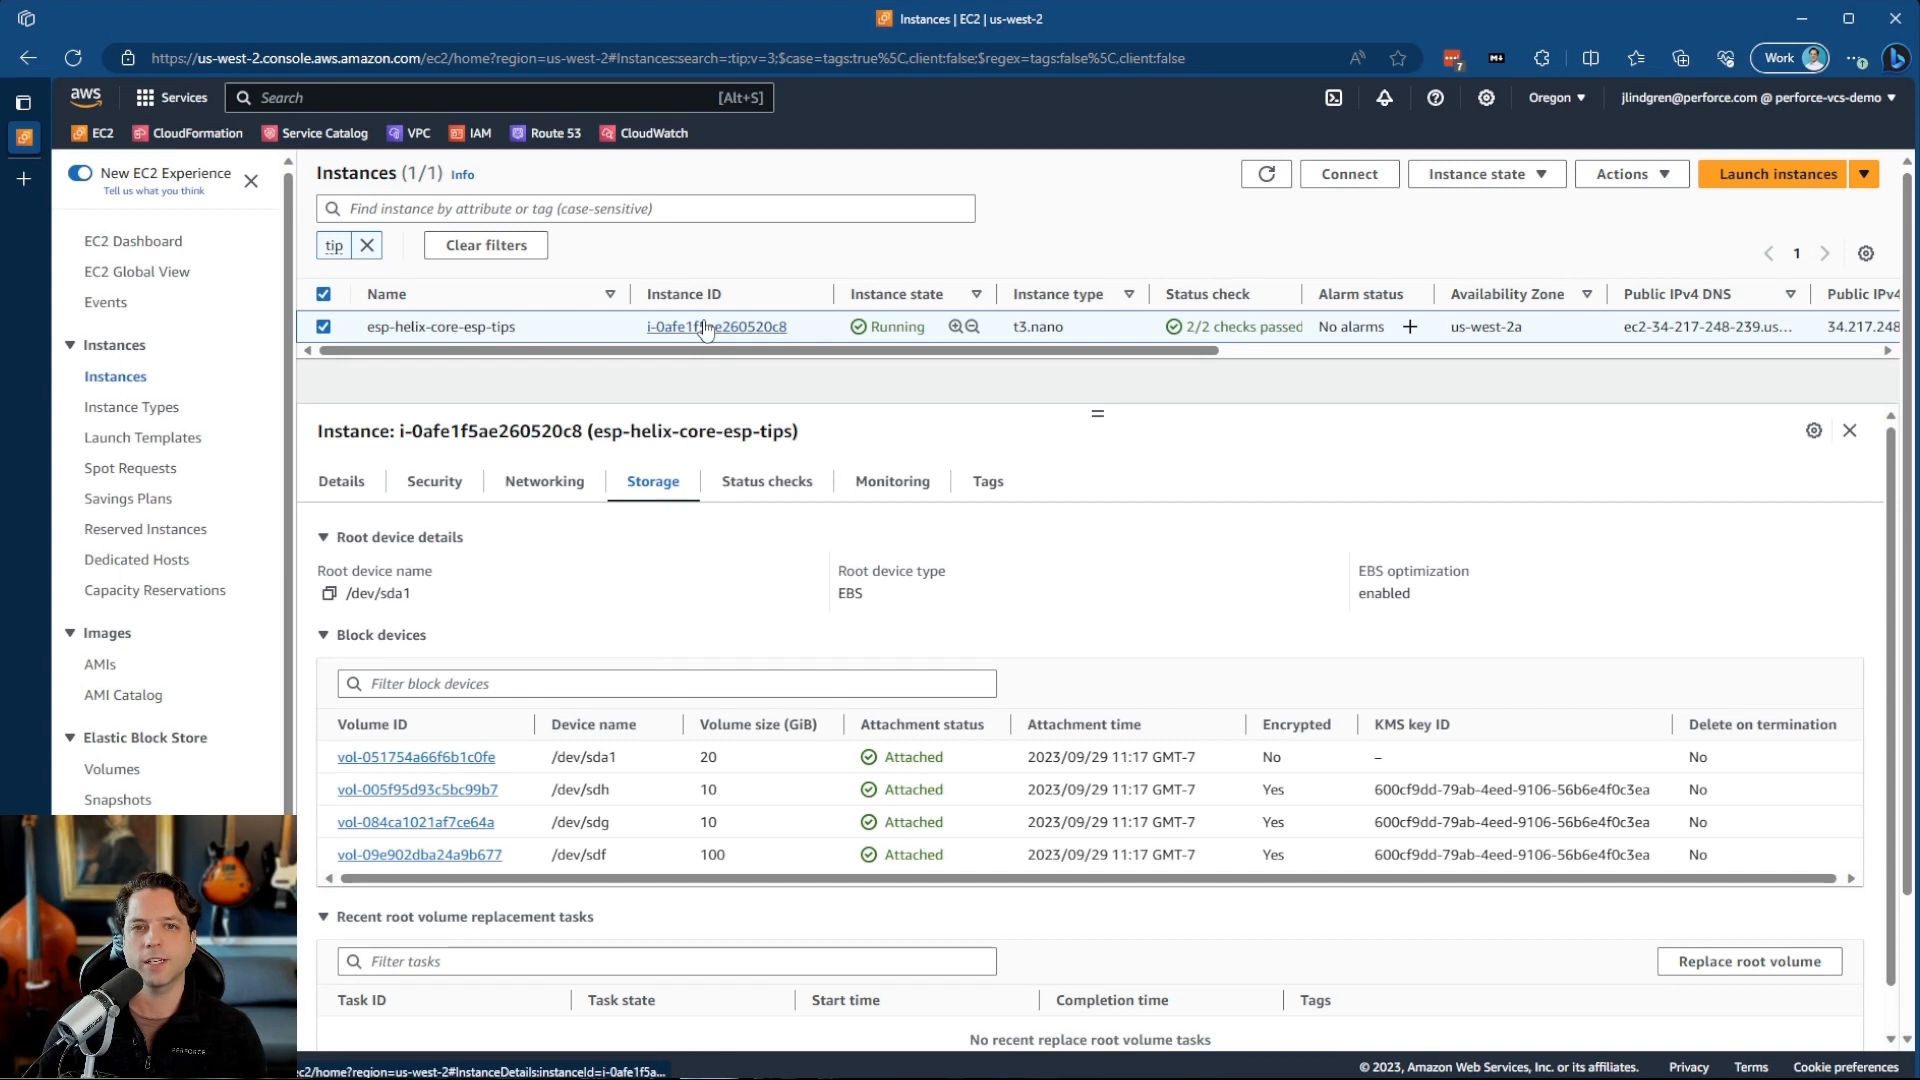 Instances | EC2 | us-west-2
https://us-west-2.console.aws.amazon.com/ec2/home?region=us-west-2#Instances:search=:tip;v=3;$case=tags:true%5C,client:false;$regex=tags:false%5C,client:false
7
Work
aws
Services
Search
[Alt+S]
Oregon
jlindgren@perforce.com @ perforce-vcs-demo
EC2
CloudFormation
Service Catalog
VPC
IAM
Route 53
CloudWatch
New EC2 Experience
Tell us what you think
EC2 Dashboard
EC2 Global View
Events
Instances
Instances
Instance Types
Launch Templates
Spot Requests
Savings Plans
Reserved Instances
Dedicated Hosts
Capacity Reservations
Images
AMIs
AMI Catalog
Elastic Block Store
Volumes
Snapshots
Instances (1/1) Info
Connect
Instance state
Actions
Launch instances
Find instance by attribute or tag (case-sensitive)
tip
Clear filters
1
Name Instance ID Instance state Instance type Status check Alarm status Availability Zone Public IPv4 DNS Public IPv4
esp-helix-core-esp-tips i-0afe1f5ae260520c8 Running t3.nano 2/2 checks passed No alarms us-west-2a ec2-34-217-248-239.us... 34.217.248
Instance: i-0afe1f5ae260520c8 (esp-helix-core-esp-tips)
Details Security Networking Storage Status checks Monitoring Tags
Root device details
Root device name Root device type EBS optimization
/dev/sda1 EBS enabled
Block devices
Filter block devices
Volume ID Device name Volume size (GiB) Attachment status Attachment time Encrypted KMS key ID Delete on termination
vol-051754a66f6b1c0fe /dev/sda1 20 Attached 2023/09/29 11:17 GMT-7 No – No
vol-005f95d93c5bc99b7 /dev/sdh 10 Attached 2023/09/29 11:17 GMT-7 Yes 600cf9dd-79ab-4eed-9106-56b6e4f0c3ea No
vol-084ca1021af7ce64a /dev/sdg 10 Attached 2023/09/29 11:17 GMT-7 Yes 600cf9dd-79ab-4eed-9106-56b6e4f0c3ea No
vol-09e902dba24a9b677 /dev/sdf 100 Attached 2023/09/29 11:17 GMT-7 Yes 600cf9dd-79ab-4eed-9106-56b6e4f0c3ea No
Recent root volume replacement tasks
Filter tasks
Replace root volume
Task ID Task state Start time Completion time Tags
No recent replace root volume tasks
PERFORCE
ec2/home?region=us-west-2#InstanceDetails:instanceId=i-0afe1f5a...
© 2023, Amazon Web Services, Inc. or its affiliates. Privacy Terms Cookie preferences